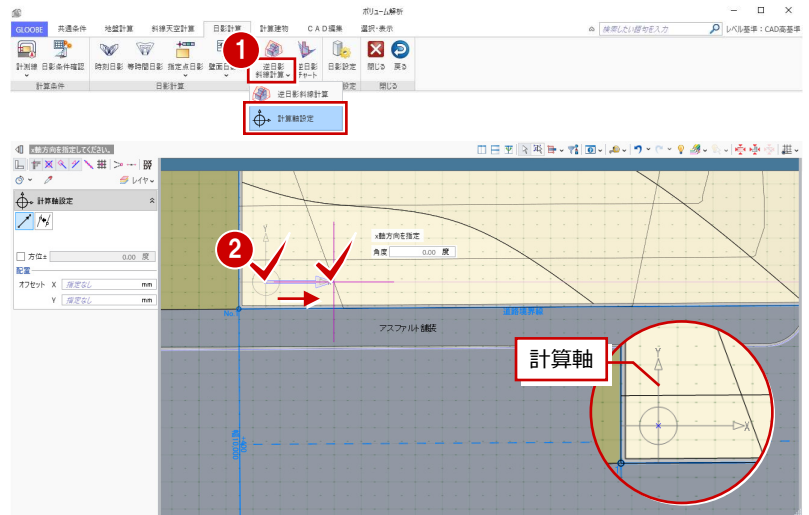 ボリューム解析
GLOOBE 共通条件 地盤計算 斜線天空計算 日影計算 計算建物 CAD編集 選択・表示
検索したい語句を入力 レベル基準：CAD高基準
1
計測線 日影条件確認 時刻日影 等時間日影 指定点日影 壁面日影 逆日影斜線計算 逆日影チャート 日影設定 閉じる 戻る
計算条件 日影計算 設定 閉じる
逆日影斜線計算
計算軸設定
x軸方向を指定してください。
レイヤ
計算軸設定
方位± 0.00 度
配置
オフセット X 指定なし mm
Y 指定なし mm
2
Y
x軸方向を指定
角度 0.00 度
No.1
道路境界線
アスファルト舗装
計算軸
Y
X
幅10.000